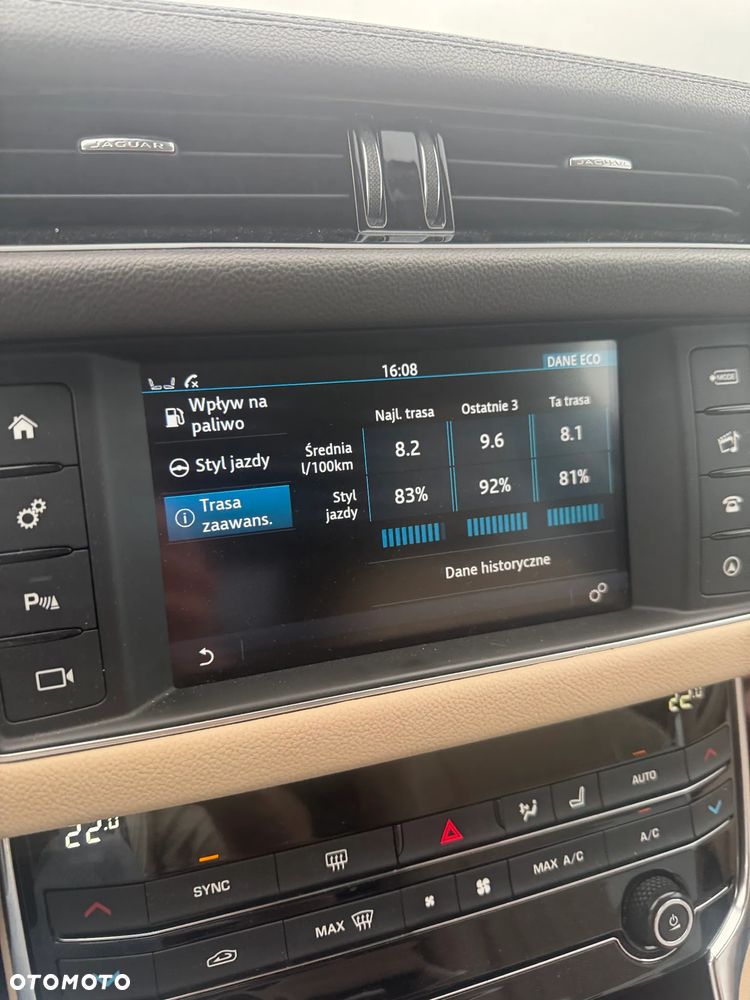 JAGUAR
JAGUAR
16:08
DANE ECO
Wpływ na
paliwo
Styl jazdy
Trasa
zaawans.
Najl. trasa
Ostatnie 3
Ta trasa
Średnia
l/100km
8.2
9.6
8.1
Styl
jazdy
83%
92%
81%
Dane historyczne
MODE
P
22.0
22.0
SYNC
AUTO
MAX
MAX A/C
A/C
OTOMOTO